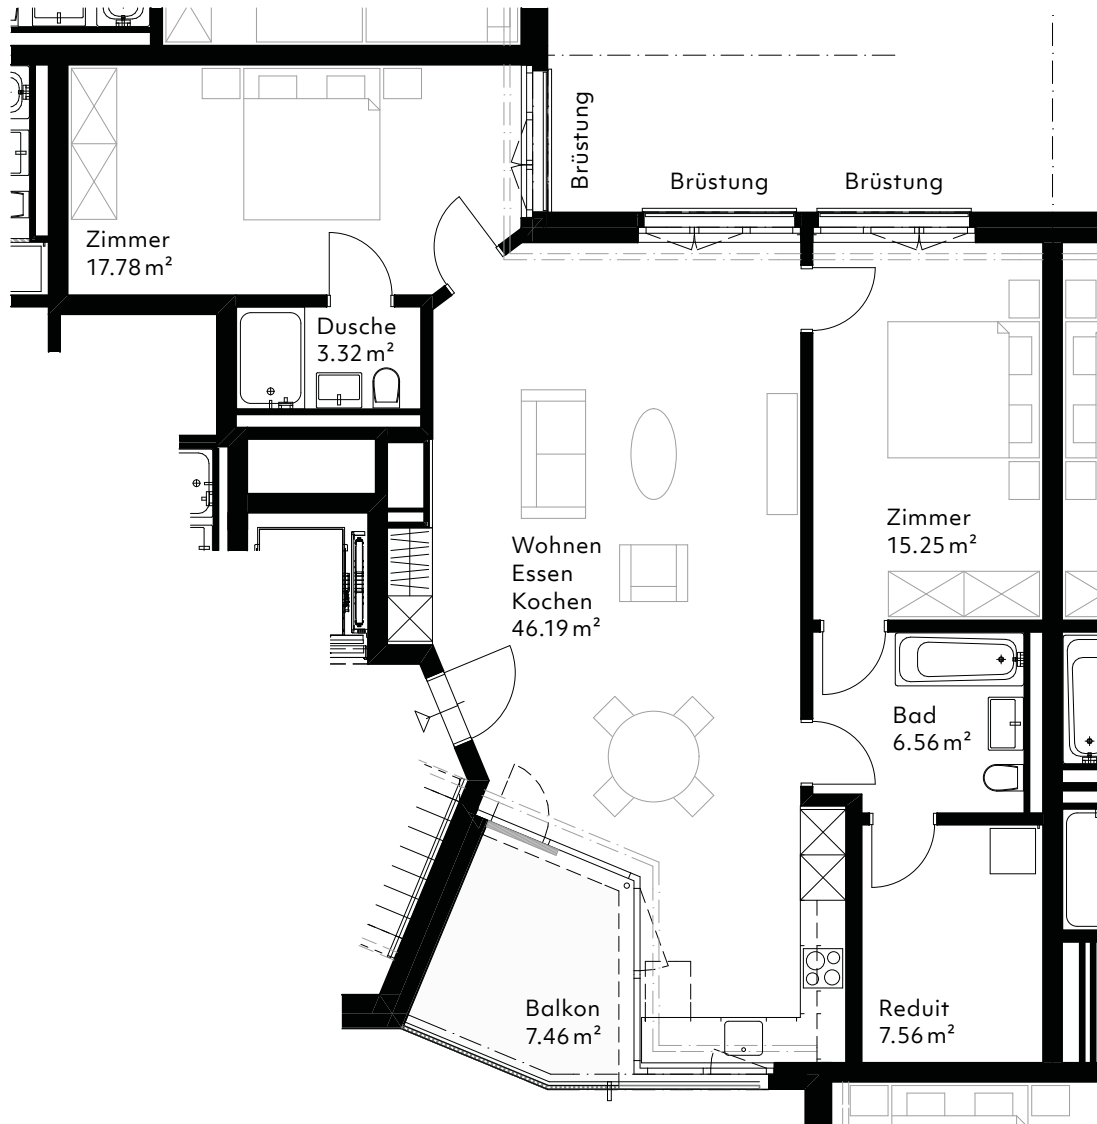 Brüstung
Brüstung
Brüstung
Zimmer
17.78 m²
Dusche
3.32 m²
Wohnen
Essen
Kochen
46.19 m²
Zimmer
15.25 m²
Bad
6.56 m²
Balkon
7.46 m²
Reduit
7.56 m²